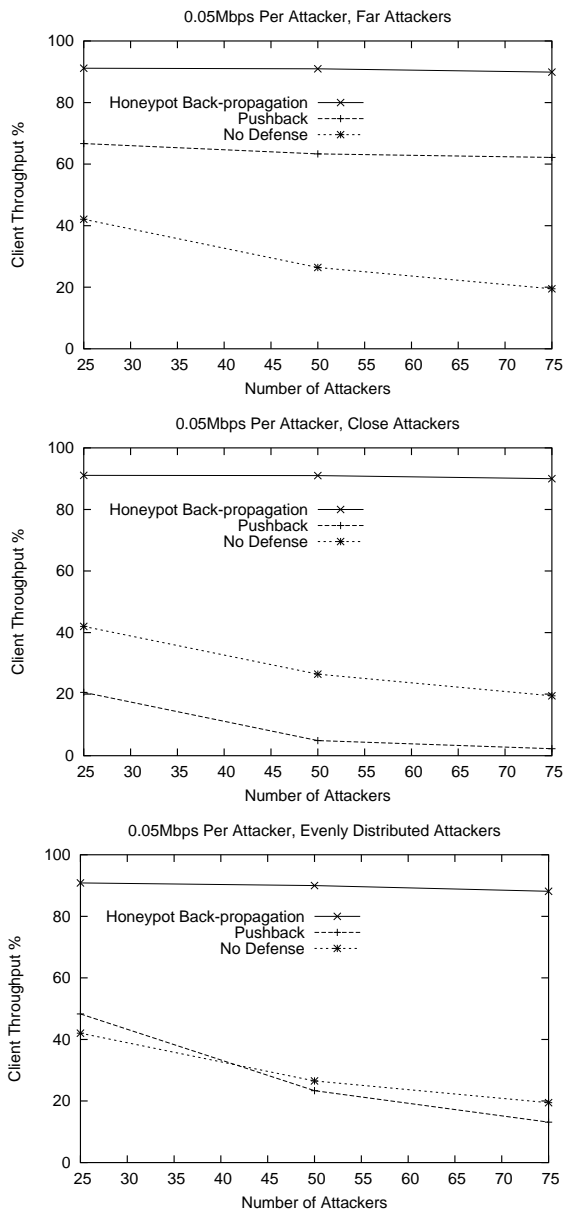 0.05Mbps Per Attacker, Far Attackers
100
80
60
40
20
0
Client Throughput %
Honeypot Back-propagation
Pushback
No Defense
25 30 35 40 45 50 55 60 65 70 75
Number of Attackers
0.05Mbps Per Attacker, Close Attackers
100
80
60
40
20
0
Client Throughput %
Honeypot Back-propagation
Pushback
No Defense
25 30 35 40 45 50 55 60 65 70 75
Number of Attackers
0.05Mbps Per Attacker, Evenly Distributed Attackers
100
80
60
40
20
0
Client Throughput %
Honeypot Back-propagation
Pushback
No Defense
25 30 35 40 45 50 55 60 65 70 75
Number of Attackers